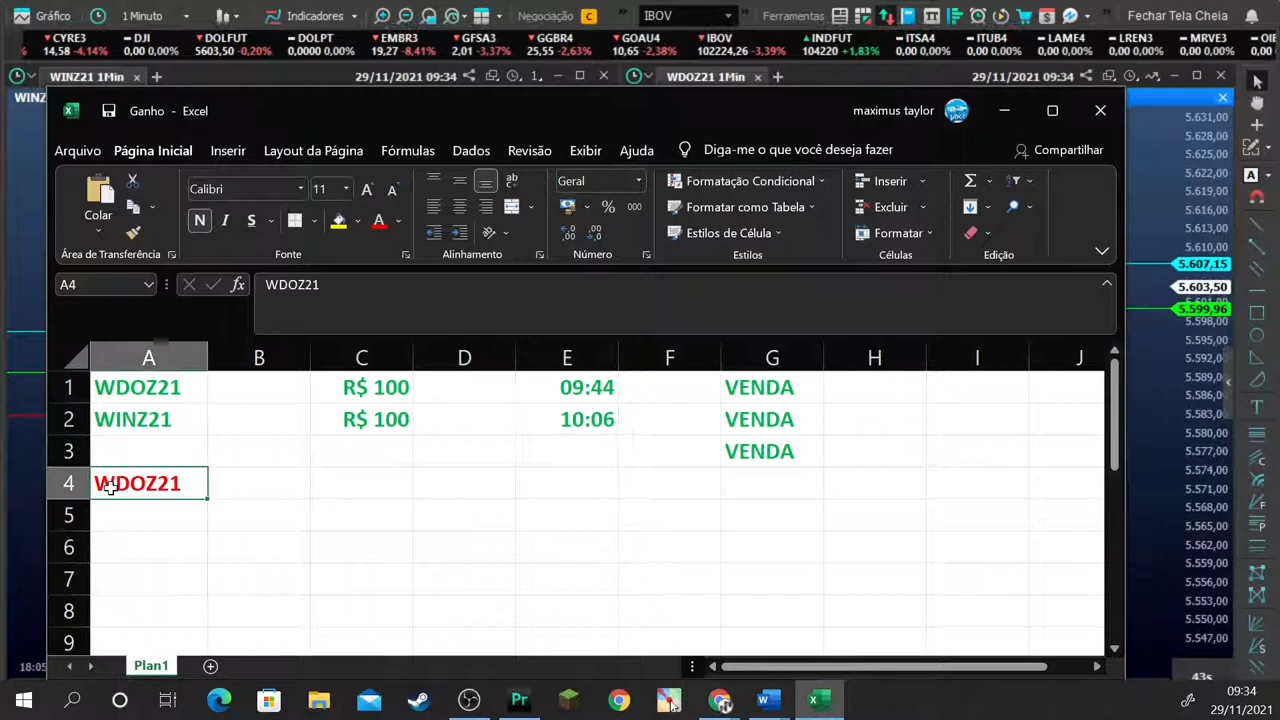 Gráfico 1 Minuto Indicadores Negociação C IBOV Ferramentas Fechar Tela Cheia
CYRE3 DJI DOLFUT DOLPT EMBR3 GFSA3 GGBR4 GOAU4 IBOV INDFUT ITSA4 ITUB4 LAME4 LREN3 MRVE3
14,58 -4,14% 0,00 0,00% 5603,50 -0,20% 0,0000 0,00% 19,27 -8,41% 2,01 -3,37% 25,55 -2,63% 10,65 -2,38% 102224,26 -3,39% 104220 +1,83% 0,00 0,00% 0,00 0,00% 0,00 0,00% 0,00 0,00% 0,00 0,00%
WINZ21 1Min 29/11/2021 09:34 1 WDOZ21 1Min 29/11/2021 09:34
WINZ
Ganho - Excel maximus taylor
Arquivo Página Inicial Inserir Layout da Página Fórmulas Dados Revisão Exibir Ajuda Diga-me o que você deseja fazer Compartilhar
Colar Calibri 11 Geral Formatação Condicional Inserir
N I S % 000 Formatar como Tabela Excluir
Estilos de Célula Formatar
Área de Transferência Fonte Alinhamento Número Estilos Células Edição
A4 fx WDOZ21
A B C D E F G H I J
1 WDOZ21 R$ 100 09:44 VENDA
2 WINZ21 R$ 100 10:06 VENDA
3 VENDA
4 WDOZ21
5
6
7
8
9
Plan1
5.631,00
5.628,00
5.625,00
5.622,00
5.619,00
5.616,00
5.613,00
5.610,00
5.607,15
5.603,50
5.599,96
5.598,00
5.595,00
5.592,00
5.589,00
5.586,00
5.583,00
5.580,00
5.577,00
5.574,00
5.571,00
5.568,00
5.565,00
5.562,00
5.559,00
5.556,00
5.553,00
5.550,00
5.547,00
18:05 43s
Pr
09:34
29/11/2021